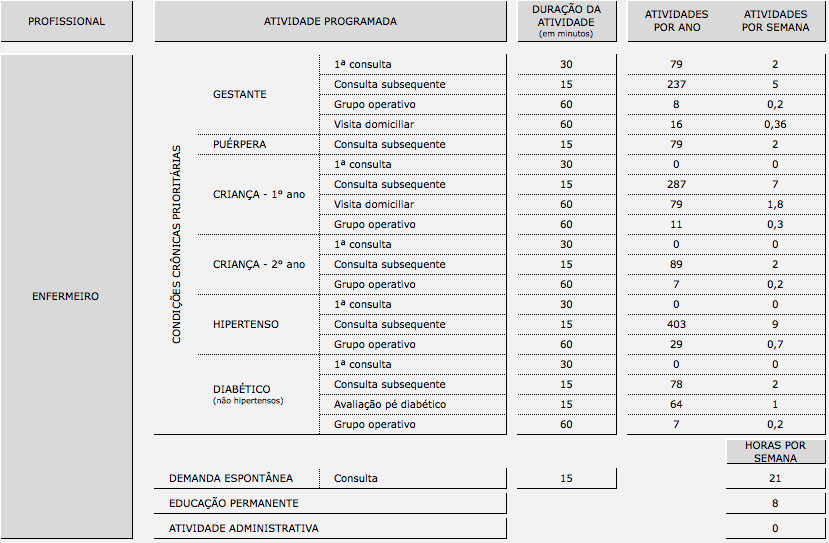 PROFISSIONAL ATIVIDADE PROGRAMADA DURAÇÃO DA ATIVIDADE (em minutos) ATIVIDADES POR ANO ATIVIDADES POR SEMANA
ENFERMEIRO
CONDIÇÕES CRÔNICAS PRIORITÁRIAS
GESTANTE
1ª consulta 30 79 2
Consulta subsequente 15 237 5
Grupo operativo 60 8 0,2
Visita domiciliar 60 16 0,36
PUÉRPERA Consulta subsequente 15 79 2
CRIANÇA - 1º ano
1ª consulta 30 0 0
Consulta subsequente 15 287 7
Visita domiciliar 60 79 1,8
Grupo operativo 60 11 0,3
CRIANÇA - 2º ano
1ª consulta 30 0 0
Consulta subsequente 15 89 2
Grupo operativo 60 7 0,2
HIPERTENSO
1ª consulta 30 0 0
Consulta subsequente 15 403 9
Grupo operativo 60 29 0,7
DIABÉTICO
(não hipertensos)
1ª consulta 30 0 0
Consulta subsequente 15 78 2
Avaliação pé diabético 15 64 1
Grupo operativo 60 7 0,2
HORAS POR
SEMANA
DEMANDA ESPONTÂNEA Consulta 15 21
EDUCAÇÃO PERMANENTE 8
ATIVIDADE ADMINISTRATIVA 0